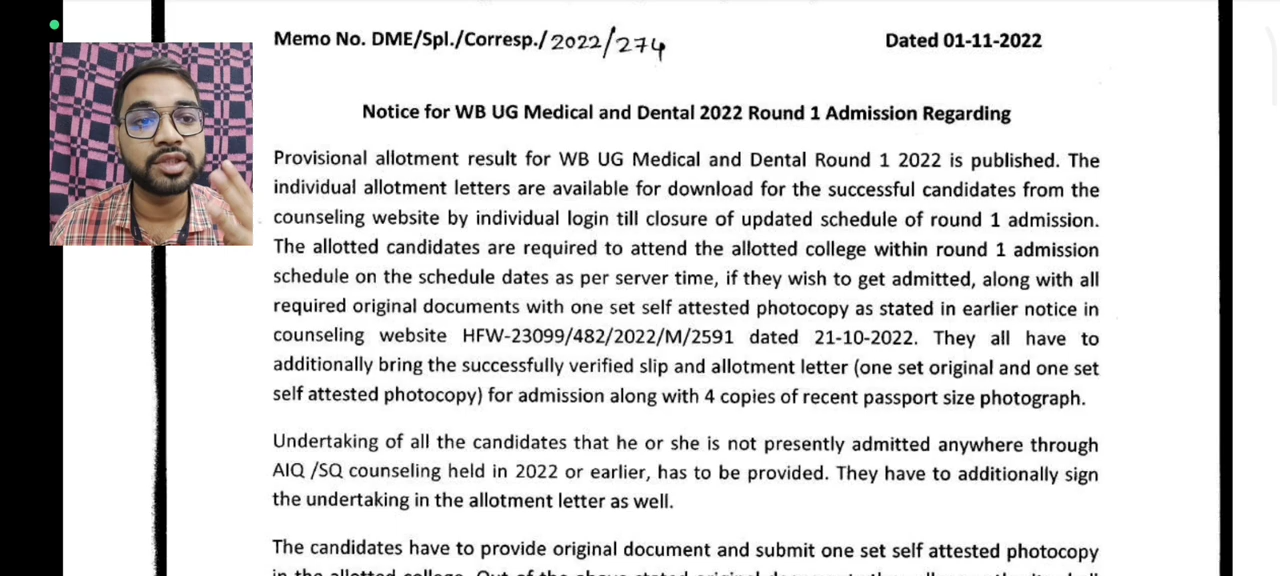 Memo No. DME/Spl./Corresp./2022/274 Dated 01-11-2022
Notice for WB UG Medical and Dental 2022 Round 1 Admission Regarding
Provisional allotment result for WB UG Medical and Dental Round 1 2022 is published. The
individual allotment letters are available for download for the successful candidates from the
counseling website by individual login till closure of updated schedule of round 1 admission.
The allotted candidates are required to attend the allotted college within round 1 admission
schedule on the schedule dates as per server time, if they wish to get admitted, along with all
required original documents with one set self attested photocopy as stated in earlier notice in
counseling website HFW-23099/482/2022/M/2591 dated 21-10-2022. They all have to
additionally bring the successfully verified slip and allotment letter (one set original and one set
self attested photocopy) for admission along with 4 copies of recent passport size photograph.
Undertaking of all the candidates that he or she is not presently admitted anywhere through
AIQ /SQ counseling held in 2022 or earlier, has to be provided. They have to additionally sign
the undertaking in the allotment letter as well.
The candidates have to provide original document and submit one set self attested photocopy